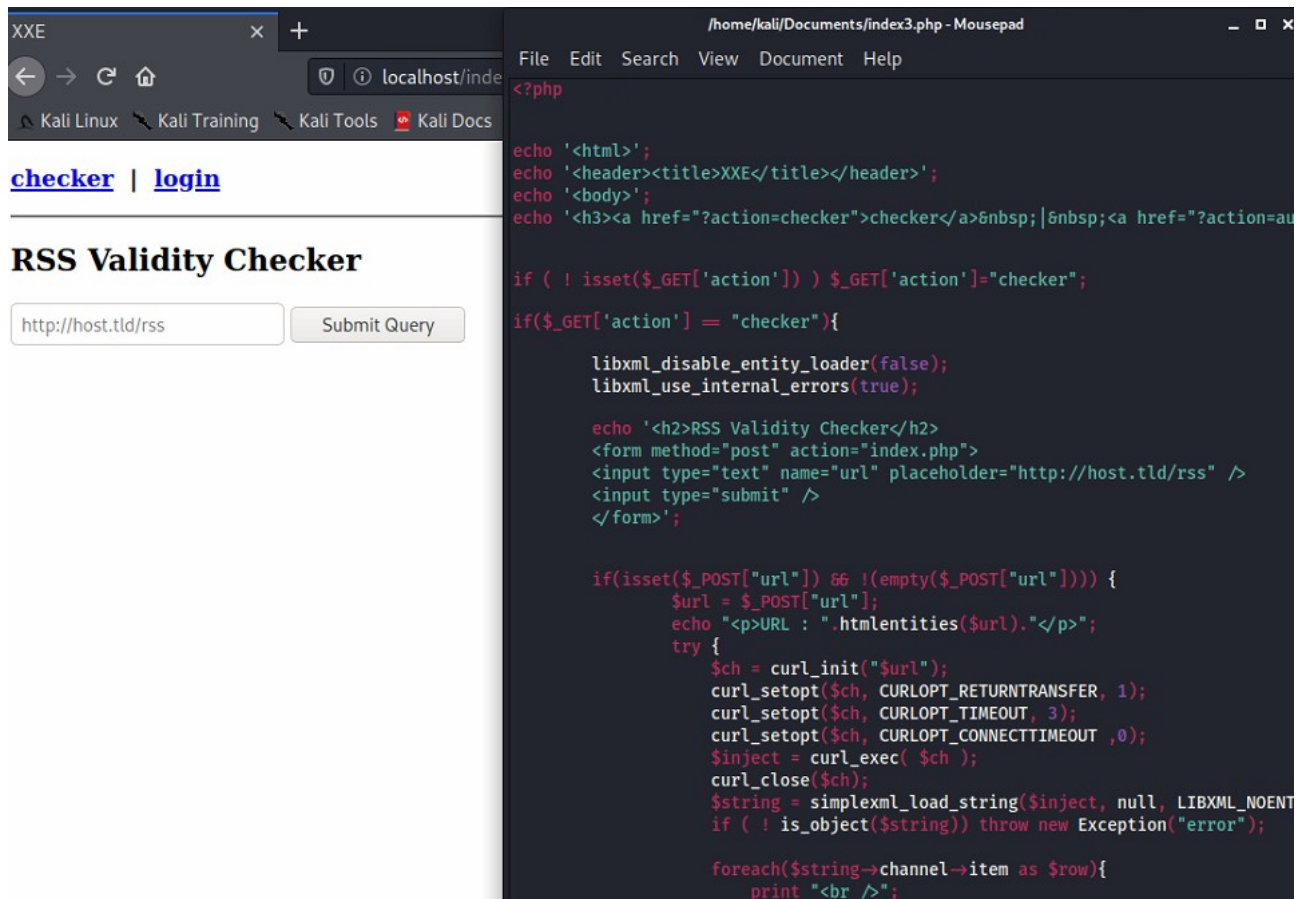 XXE
localhost/inde
Kali Linux Kali Training Kali Tools Kali Docs
checker | login
RSS Validity Checker
http://host.tld/rss Submit Query
/home/kali/Documents/index3.php - Mousepad
File Edit Search View Document Help
<?php
echo '<html>';
echo '<header><title>XXE</title></header>';
echo '<body>';
echo '<h3><a href="?action=checker">checker</a>&nbsp;|&nbsp;<a href="?action=au
if ( ! isset($_GET['action']) ) $_GET['action']="checker";
if($_GET['action'] == "checker"){
libxml_disable_entity_loader(false);
libxml_use_internal_errors(true);
echo '<h2>RSS Validity Checker</h2>
<form method="post" action="index.php">
<input type="text" name="url" placeholder="http://host.tld/rss" />
<input type="submit" />
</form>';
if(isset($_POST["url"]) && !(empty($_POST["url"]))) {
$url = $_POST["url"];
echo "<p>URL : ".htmlentities($url)."</p>";
try {
$ch = curl_init("$url");
curl_setopt($ch, CURLOPT_RETURNTRANSFER, 1);
curl_setopt($ch, CURLOPT_TIMEOUT, 3);
curl_setopt($ch, CURLOPT_CONNECTTIMEOUT ,0);
$inject = curl_exec( $ch );
curl_close($ch);
$string = simplexml_load_string($inject, null, LIBXML_NOENT
if ( ! is_object($string)) throw new Exception("error");
foreach($string->channel->item as $row){
print "<br />";